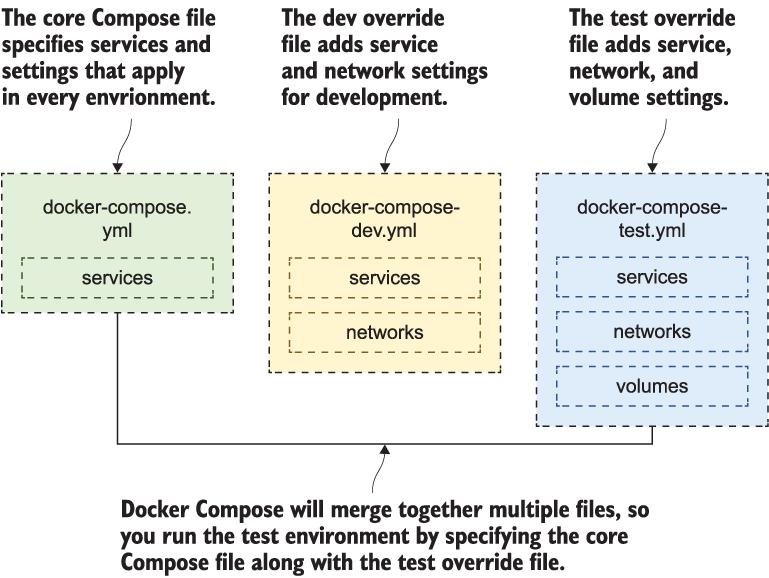 The core Compose file
specifies services and
settings that apply
in every envrionment.
The dev override
file adds service
and network settings
for development.
The test override
file adds service,
network, and
volume settings.
docker-compose.
yml
services
docker-compose-
dev.yml
services
networks
docker-compose-
test.yml
services
networks
volumes
Docker Compose will merge together multiple files, so
you run the test environment by specifying the core
Compose file along with the test override file.